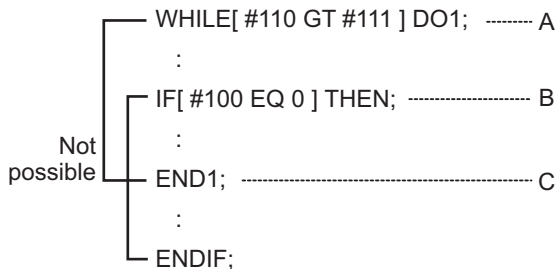 WHILE[ #110 GT #111 ] DO1; A
:
IF[ #100 EQ 0 ] THEN; B
:
Not
possible
END1; C
:
ENDIF;